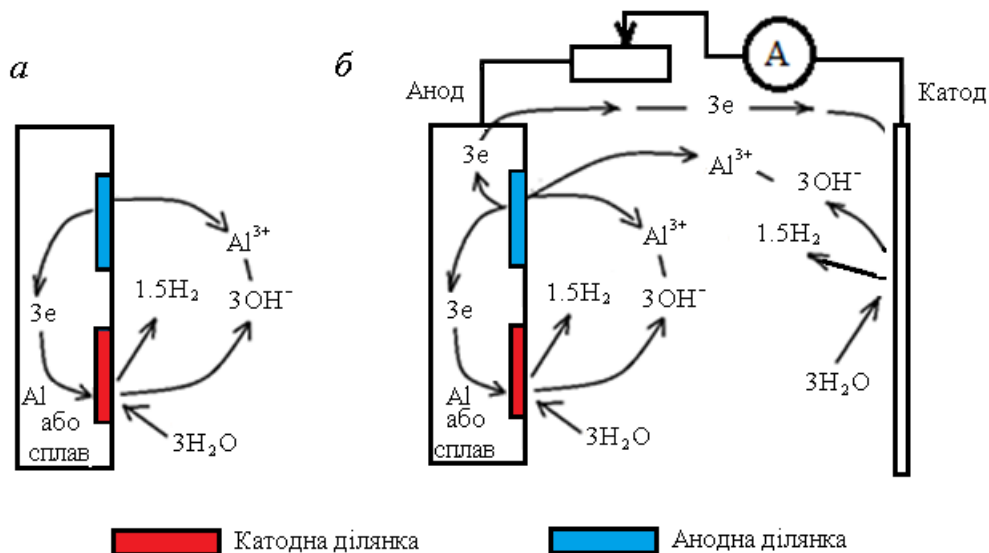 а
Al³⁺
1.5H₂
3OH⁻
3e
Al
або
сплав
3H₂O
б
A
Анод
Катод
3e
3e
Al³⁺
3OH⁻
1.5H₂
Al³⁺
1.5H₂
3OH⁻
3e
Al
або
сплав
3H₂O
3H₂O
Катодна ділянка
Анодна ділянка